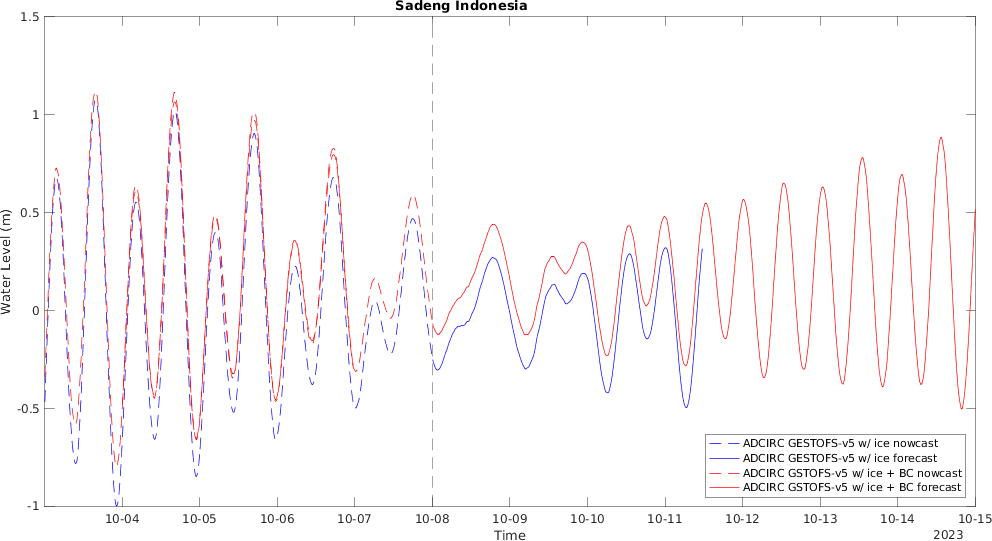 Sadeng Indonesia
1.5
1
0.5
0
-0.5
-1
Water Level (m)
ADCIRC GESTOFS-v5 w/ ice nowcast
ADCIRC GESTOFS-v5 w/ ice forecast
ADCIRC GSTOFS-v5 w/ ice + BC nowcast
ADCIRC GSTOFS-v5 w/ ice + BC forecast
10-04 10-05 10-06 10-07 10-08 10-09 10-10 10-11 10-12 10-13 10-14 10-15
Time
2023